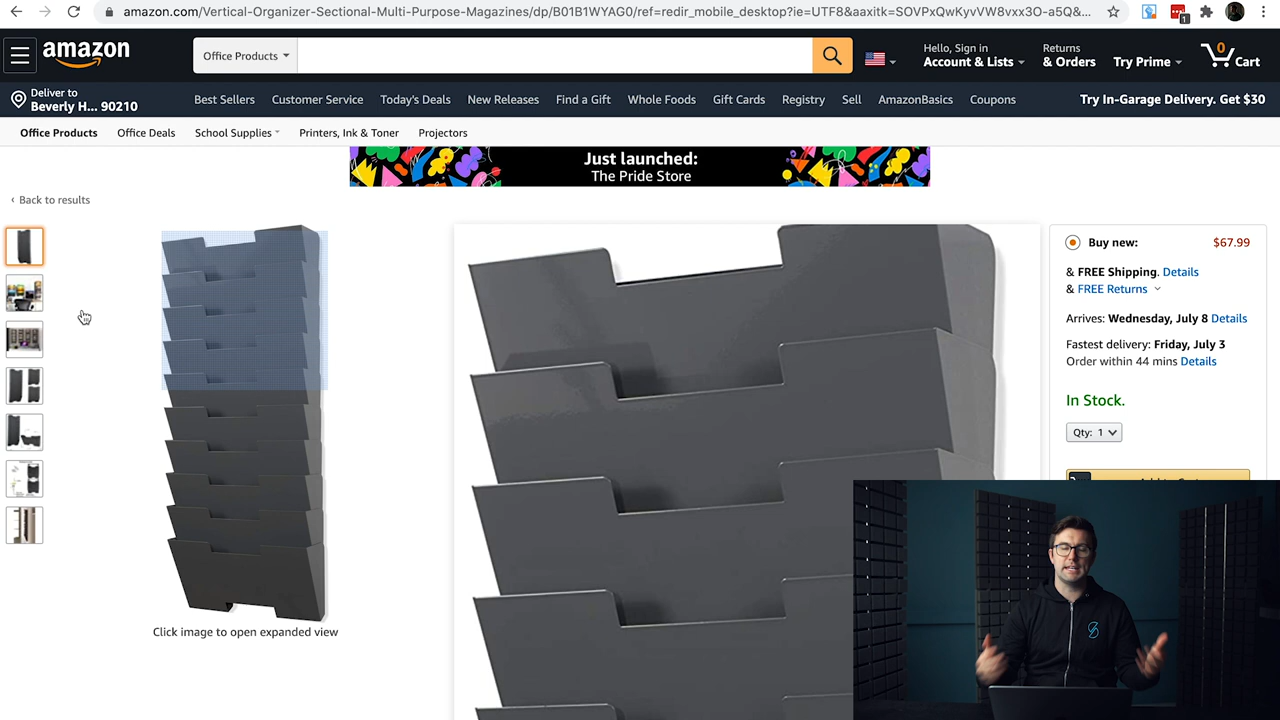 amazon.com/Vertical-Organizer-Sectional-Multi-Purpose-Magazines/dp/B01B1WYAG0/ref=redir_mobile_desktop?ie=UTF8&aaxitk=SOVPxQwKyvVW8vxx3O-a5Q&...
1
amazon
Office Products
Hello, Sign in
Account & Lists
Returns
& Orders
Try Prime
0
Cart
Deliver to
Beverly H... 90210
Best Sellers
Customer Service
Today's Deals
New Releases
Find a Gift
Whole Foods
Gift Cards
Registry
Sell
AmazonBasics
Coupons
Try In-Garage Delivery. Get $30
Office Products
Office Deals
School Supplies
Printers, Ink & Toner
Projectors
Just launched:
The Pride Store
‹ Back to results
Click image to open expanded view
Buy new:
$67.99
& FREE Shipping. Details
& FREE Returns
Arrives: Wednesday, July 8 Details
Fastest delivery: Friday, July 3
Order within 44 mins Details
In Stock.
Qty: 1